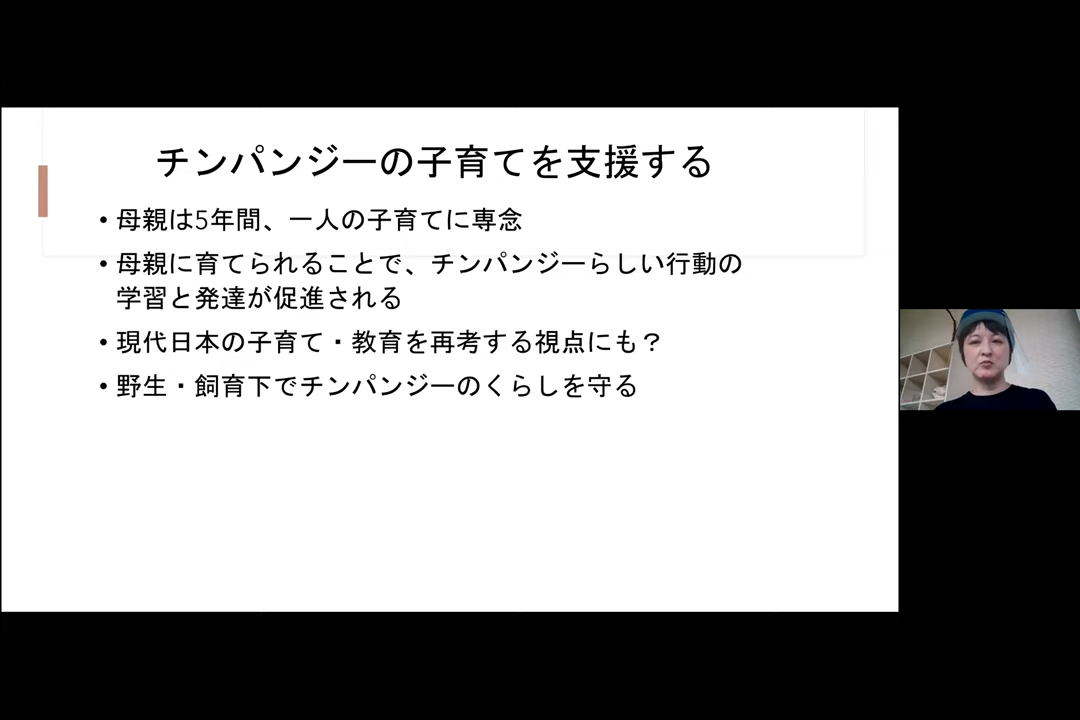 チンパンジーの子育てを支援する
• 母親は5年間、一人の子育てに専念
• 母親に育てられることで、チンパンジーらしい行動の
学習と発達が促進される
• 現代日本の子育て・教育を再考する視点にも？
• 野生・飼育下でチンパンジーのくらしを守る